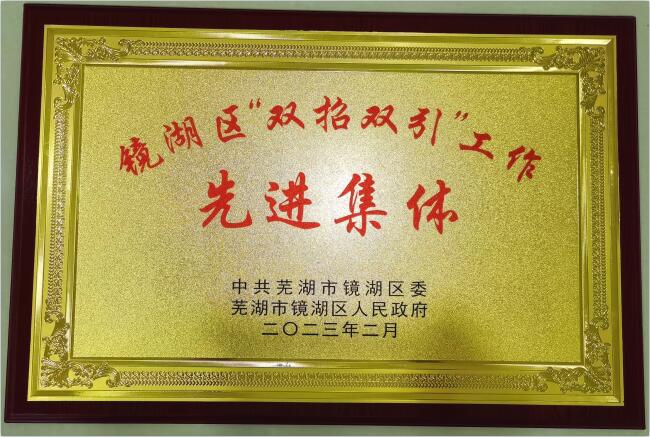 镜湖区“双招双引”工作
先进集体
中共芜湖市镜湖区委
芜湖市镜湖区人民政府
二〇二三年二月